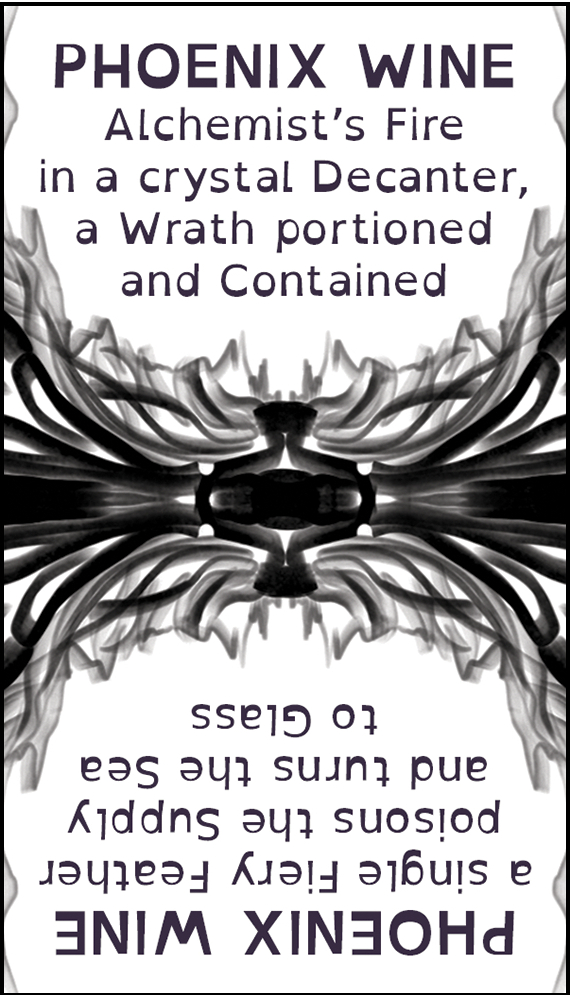 PHOENIX WINE
Alchemist's Fire
in a crystal Decanter,
a Wrath portioned
and Contained
PHOENIX WINE
a single Fiery Feather
poisons the Supply
and turns the Sea
to Glass